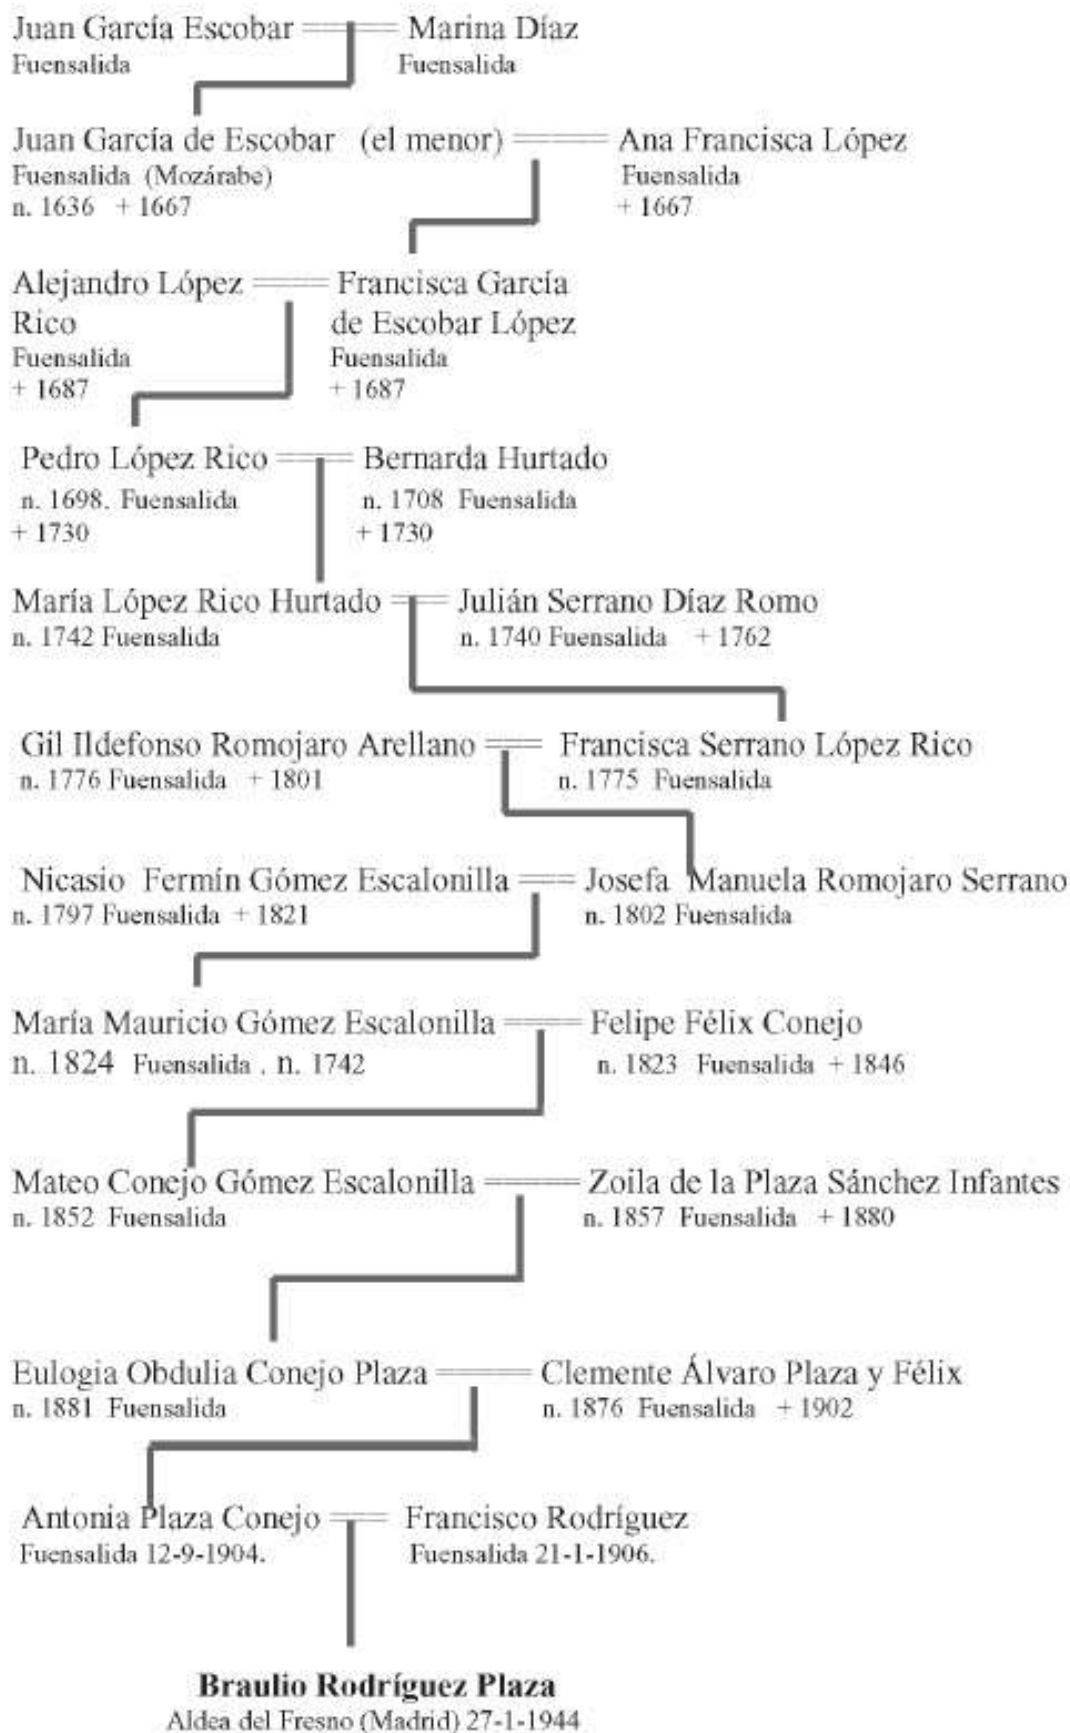 Juan García Escobar Marina Díaz
Fuensalida Fuensalida
Juan García de Escobar (el menor) Ana Francisca López
Fuensalida (Mozárabe) Fuensalida
n. 1636 + 1667 + 1667
Alejandro López Francisca García
Rico de Escobar López
Fuensalida Fuensalida
+ 1687 + 1687
Pedro López Rico Bernarda Hurtado
n. 1698. Fuensalida n. 1708 Fuensalida
+ 1730 + 1730
María López Rico Hurtado Julián Serrano Díaz Romo
n. 1742 Fuensalida n. 1740 Fuensalida + 1762
Gil Ildefonso Romojaro Arellano Francisca Serrano López Rico
n. 1776 Fuensalida + 1801 n. 1775 Fuensalida
Nicasio Fermín Gómez Escalonilla Josefa Manuela Romojaro Serrano
n. 1797 Fuensalida + 1821 n. 1802 Fuensalida
María Mauricio Gómez Escalonilla Felipe Félix Conejo
n. 1824 Fuensalida . n. 1742 n. 1823 Fuensalida + 1846
Mateo Conejo Gómez Escalonilla Zoila de la Plaza Sánchez Infantes
n. 1852 Fuensalida n. 1857 Fuensalida + 1880
Eulogia Obdulia Conejo Plaza Clemente Álvaro Plaza y Félix
n. 1881 Fuensalida n. 1876 Fuensalida + 1902
Antonia Plaza Conejo Francisco Rodríguez
Fuensalida 12-9-1904. Fuensalida 21-1-1906.
Braulio Rodríguez Plaza
Aldea del Fresno (Madrid) 27-1-1944